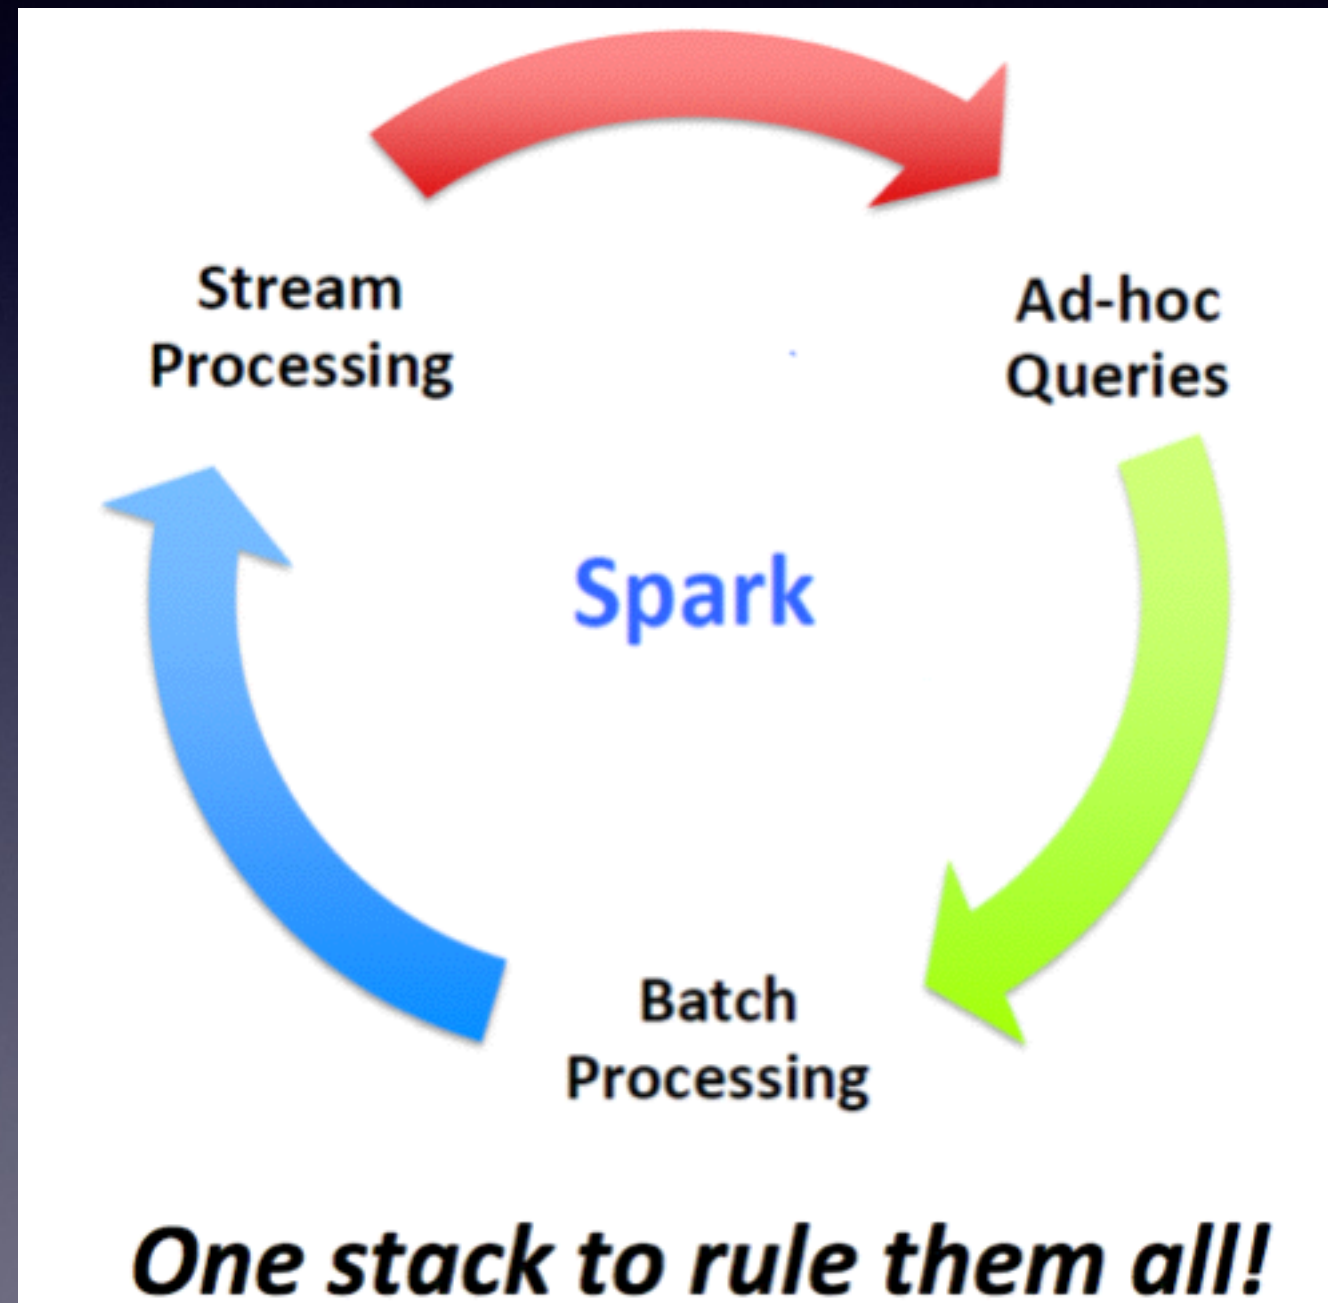 Stream
Processing
Ad-hoc
Queries
Spark
Batch
Processing
One stack to rule them all!